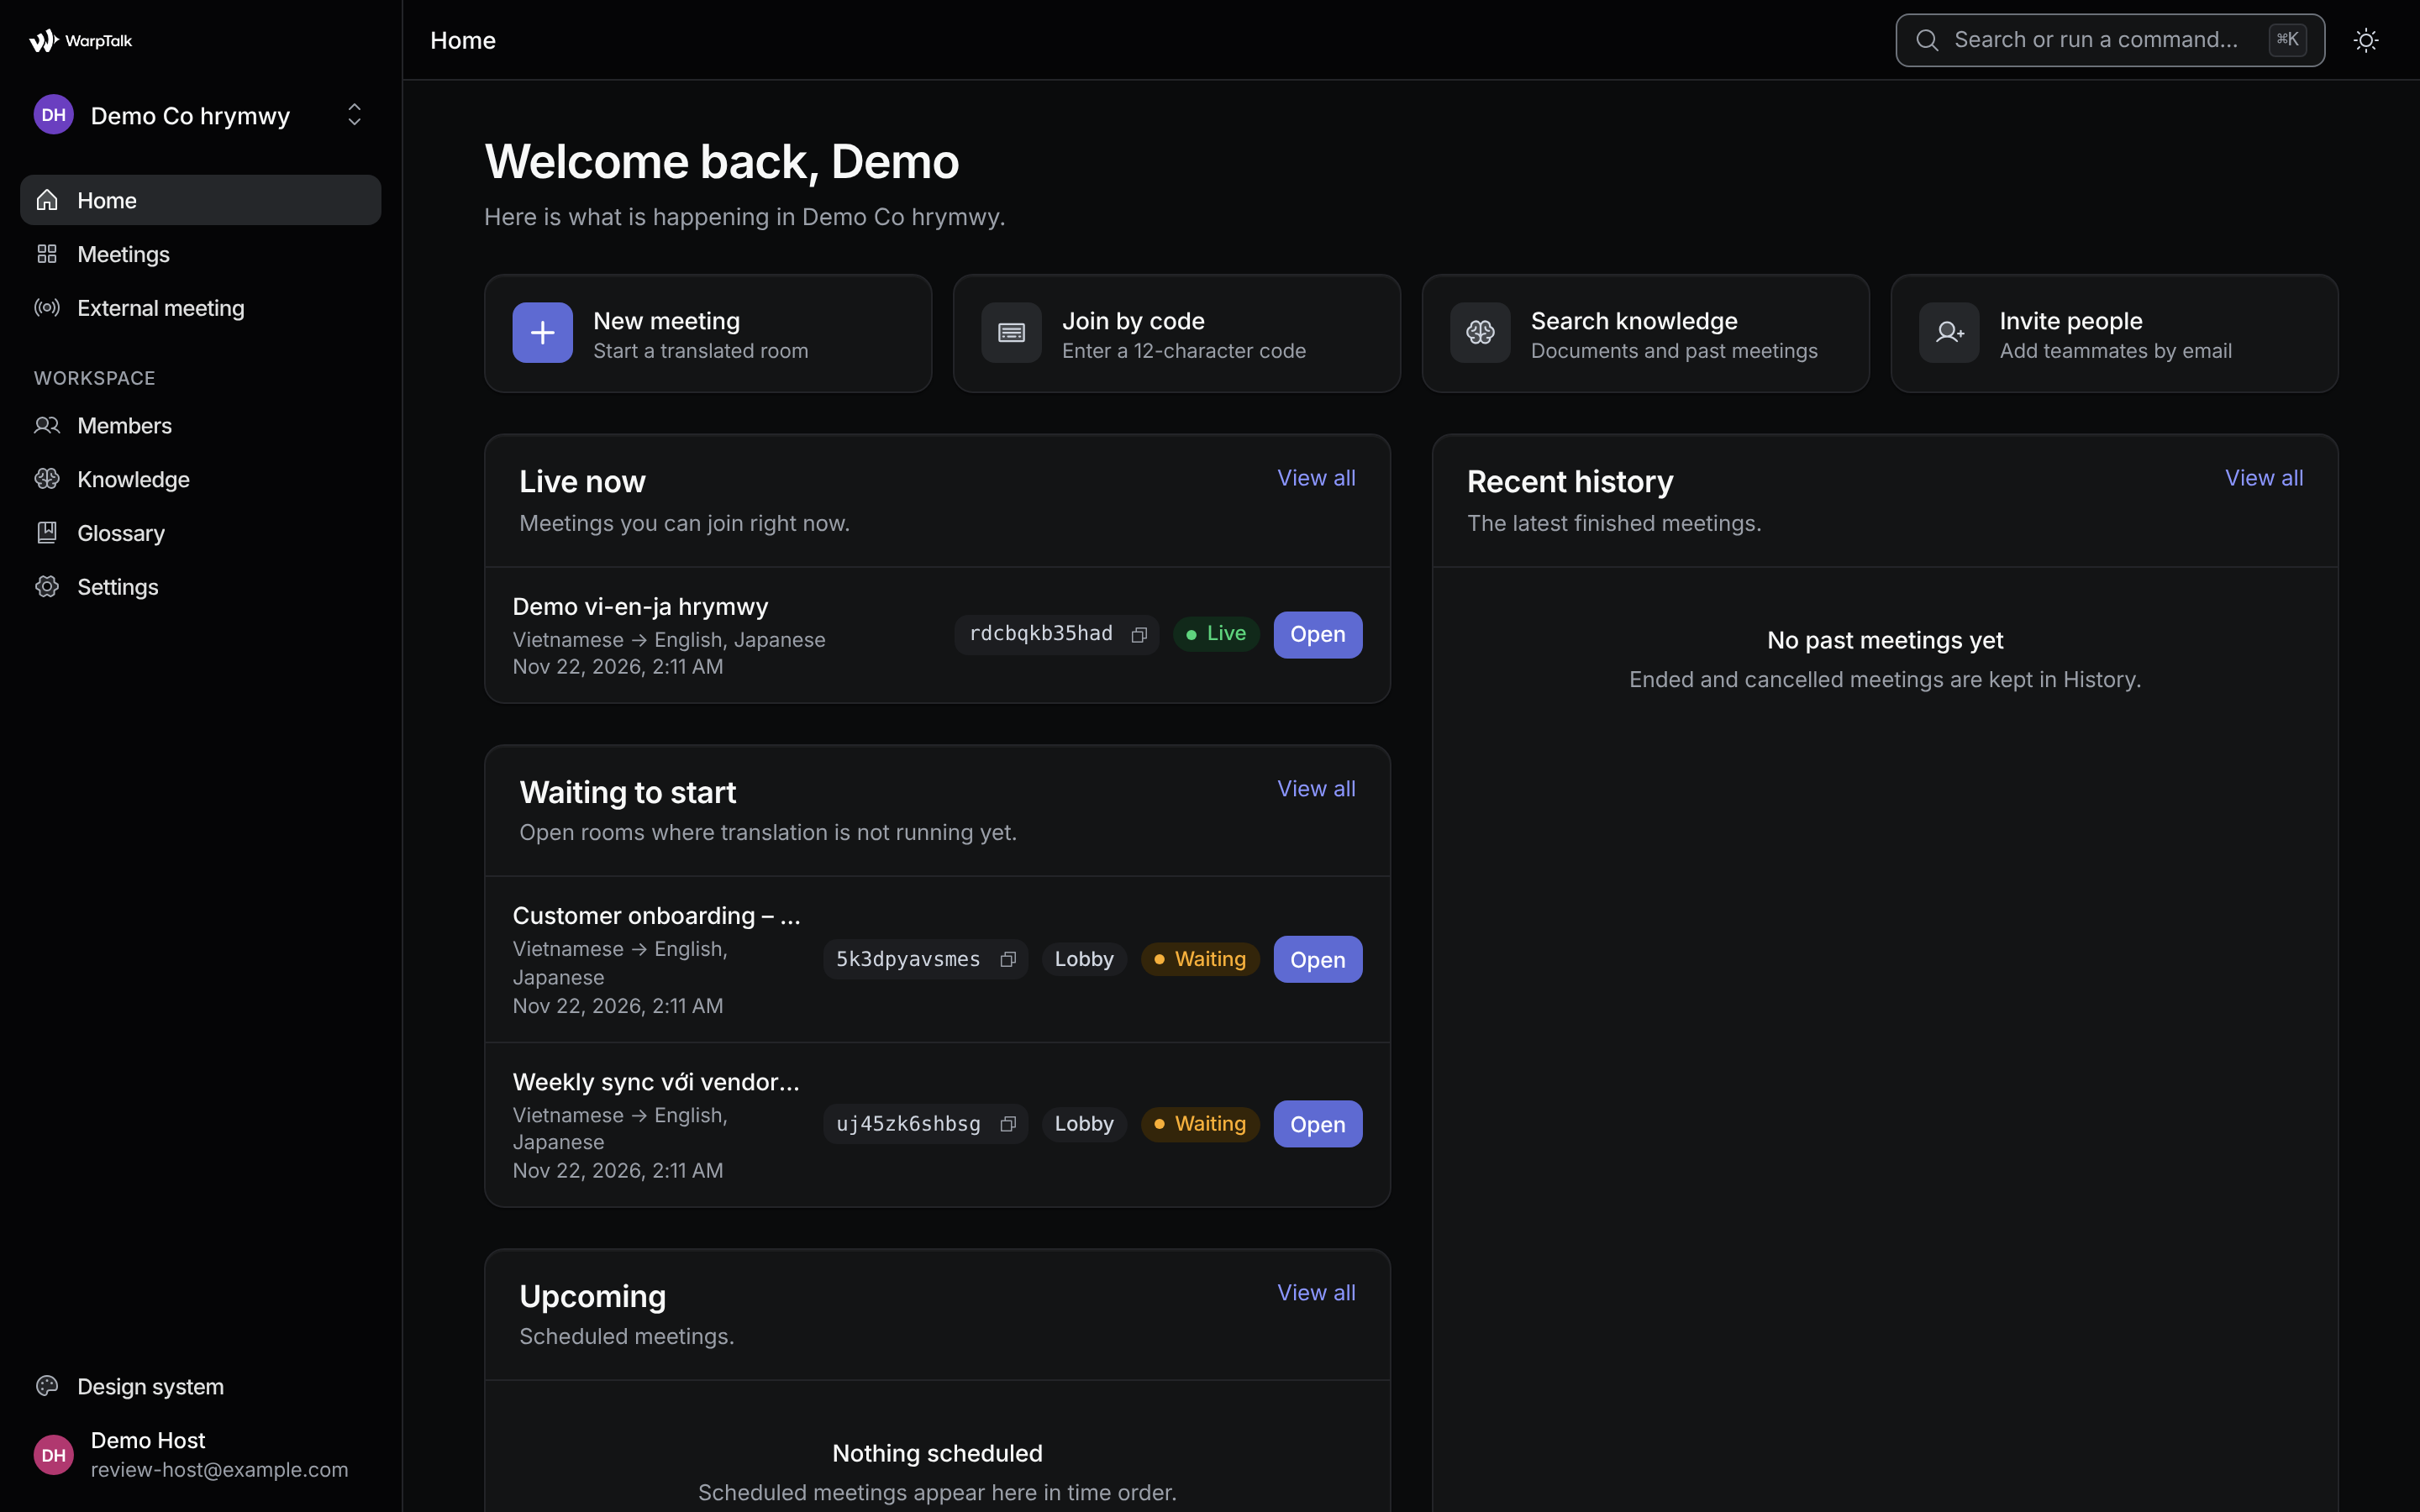 WarpTalk
DH Demo Co hrymwy
Home
Meetings
External meeting
WORKSPACE
Members
Knowledge
Glossary
Settings
Design system
DH Demo Host
review-host@example.com
Home
Search or run a command... ⌘K
Welcome back, Demo
Here is what is happening in Demo Co hrymwy.
New meeting
Start a translated room
Join by code
Enter a 12-character code
Search knowledge
Documents and past meetings
Invite people
Add teammates by email
Live now View all
Meetings you can join right now.
Demo vi-en-ja hrymwy
Vietnamese → English, Japanese
Nov 22, 2026, 2:11 AM
rdcbqkb35had Live Open
Waiting to start View all
Open rooms where translation is not running yet.
Customer onboarding – ...
Vietnamese → English,
Japanese
Nov 22, 2026, 2:11 AM
5k3dpyavsmes Lobby Waiting Open
Weekly sync với vendor...
Vietnamese → English,
Japanese
Nov 22, 2026, 2:11 AM
uj45zk6shbsg Lobby Waiting Open
Upcoming View all
Scheduled meetings.
Nothing scheduled
Scheduled meetings appear here in time order.
Recent history View all
The latest finished meetings.
No past meetings yet
Ended and cancelled meetings are kept in History.